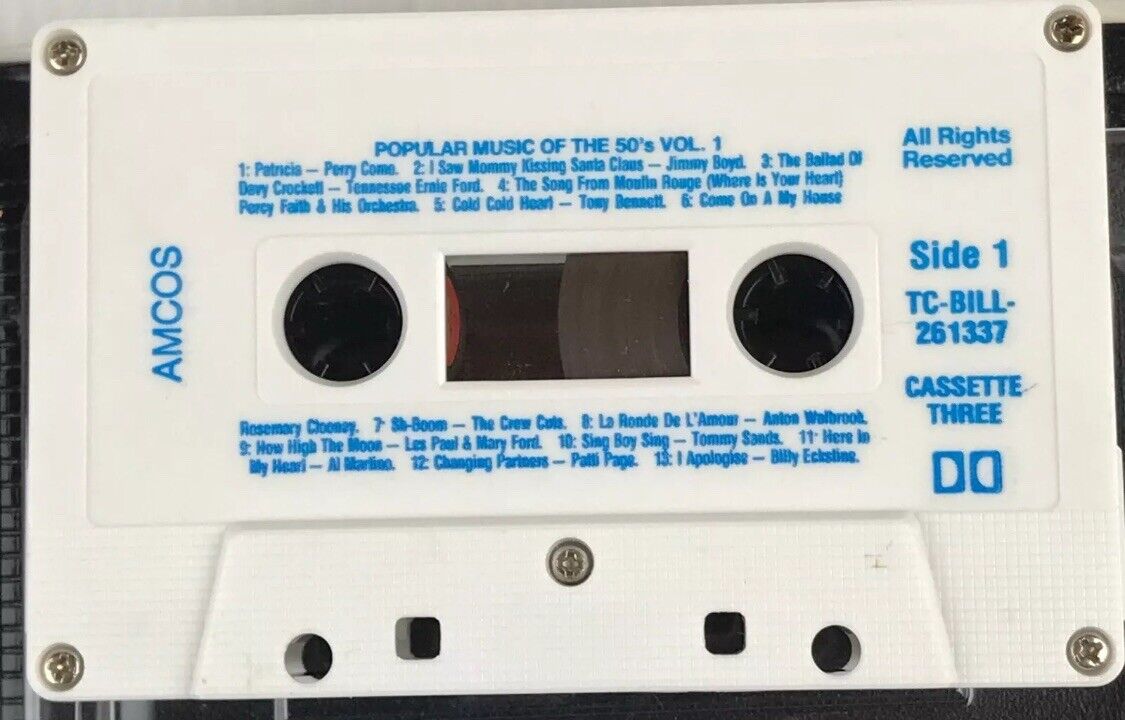 POPULAR MUSIC OF THE 50's VOL. 1
1: Patricia — Perry Como. 2: I Saw Mommy Kissing Santa Claus — Jimmy Boyd. 3: The Ballad Of
Davy Crockett — Tennessee Ernie Ford. 4: The Song From Moulin Rouge (Where Is Your Heart)
Percy Faith & His Orchestra. 5: Cold Cold Heart — Tony Bennett. 6: Come On A My House
All Rights
Reserved
AMCOS
Side 1
TC-BILL-
261337
CASSETTE
THREE
Rosemary Clooney. 7: Sh-Boom — The Crew Cuts. 8: La Ronde De L'Amour — Anton Walbrook.
9: How High The Moon — Les Paul & Mary Ford. 10: Sing Boy Sing — Tommy Sands. 11: Here In
My Heart — Al Martino. 12: Changing Partners — Patti Page. 13: I Apologise — Billy Eckstine.